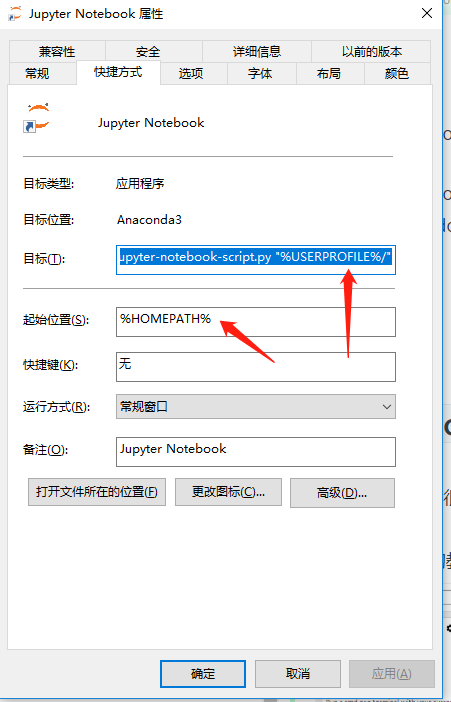 Jupyter Notebook 属性
兼容性 安全 详细信息 以前的版本
常规 快捷方式 选项 字体 布局 颜色
Jupyter Notebook
目标类型: 应用程序
目标位置: Anaconda3
目标(T): upyter-notebook-script.py "%USERPROFILE%/"
起始位置(S): %HOMEPATH%
快捷键(K): 无
运行方式(R): 常规窗口
备注(O): Jupyter Notebook
打开文件所在的位置(F) 更改图标(C)... 高级(D)...
确定 取消 应用(A)